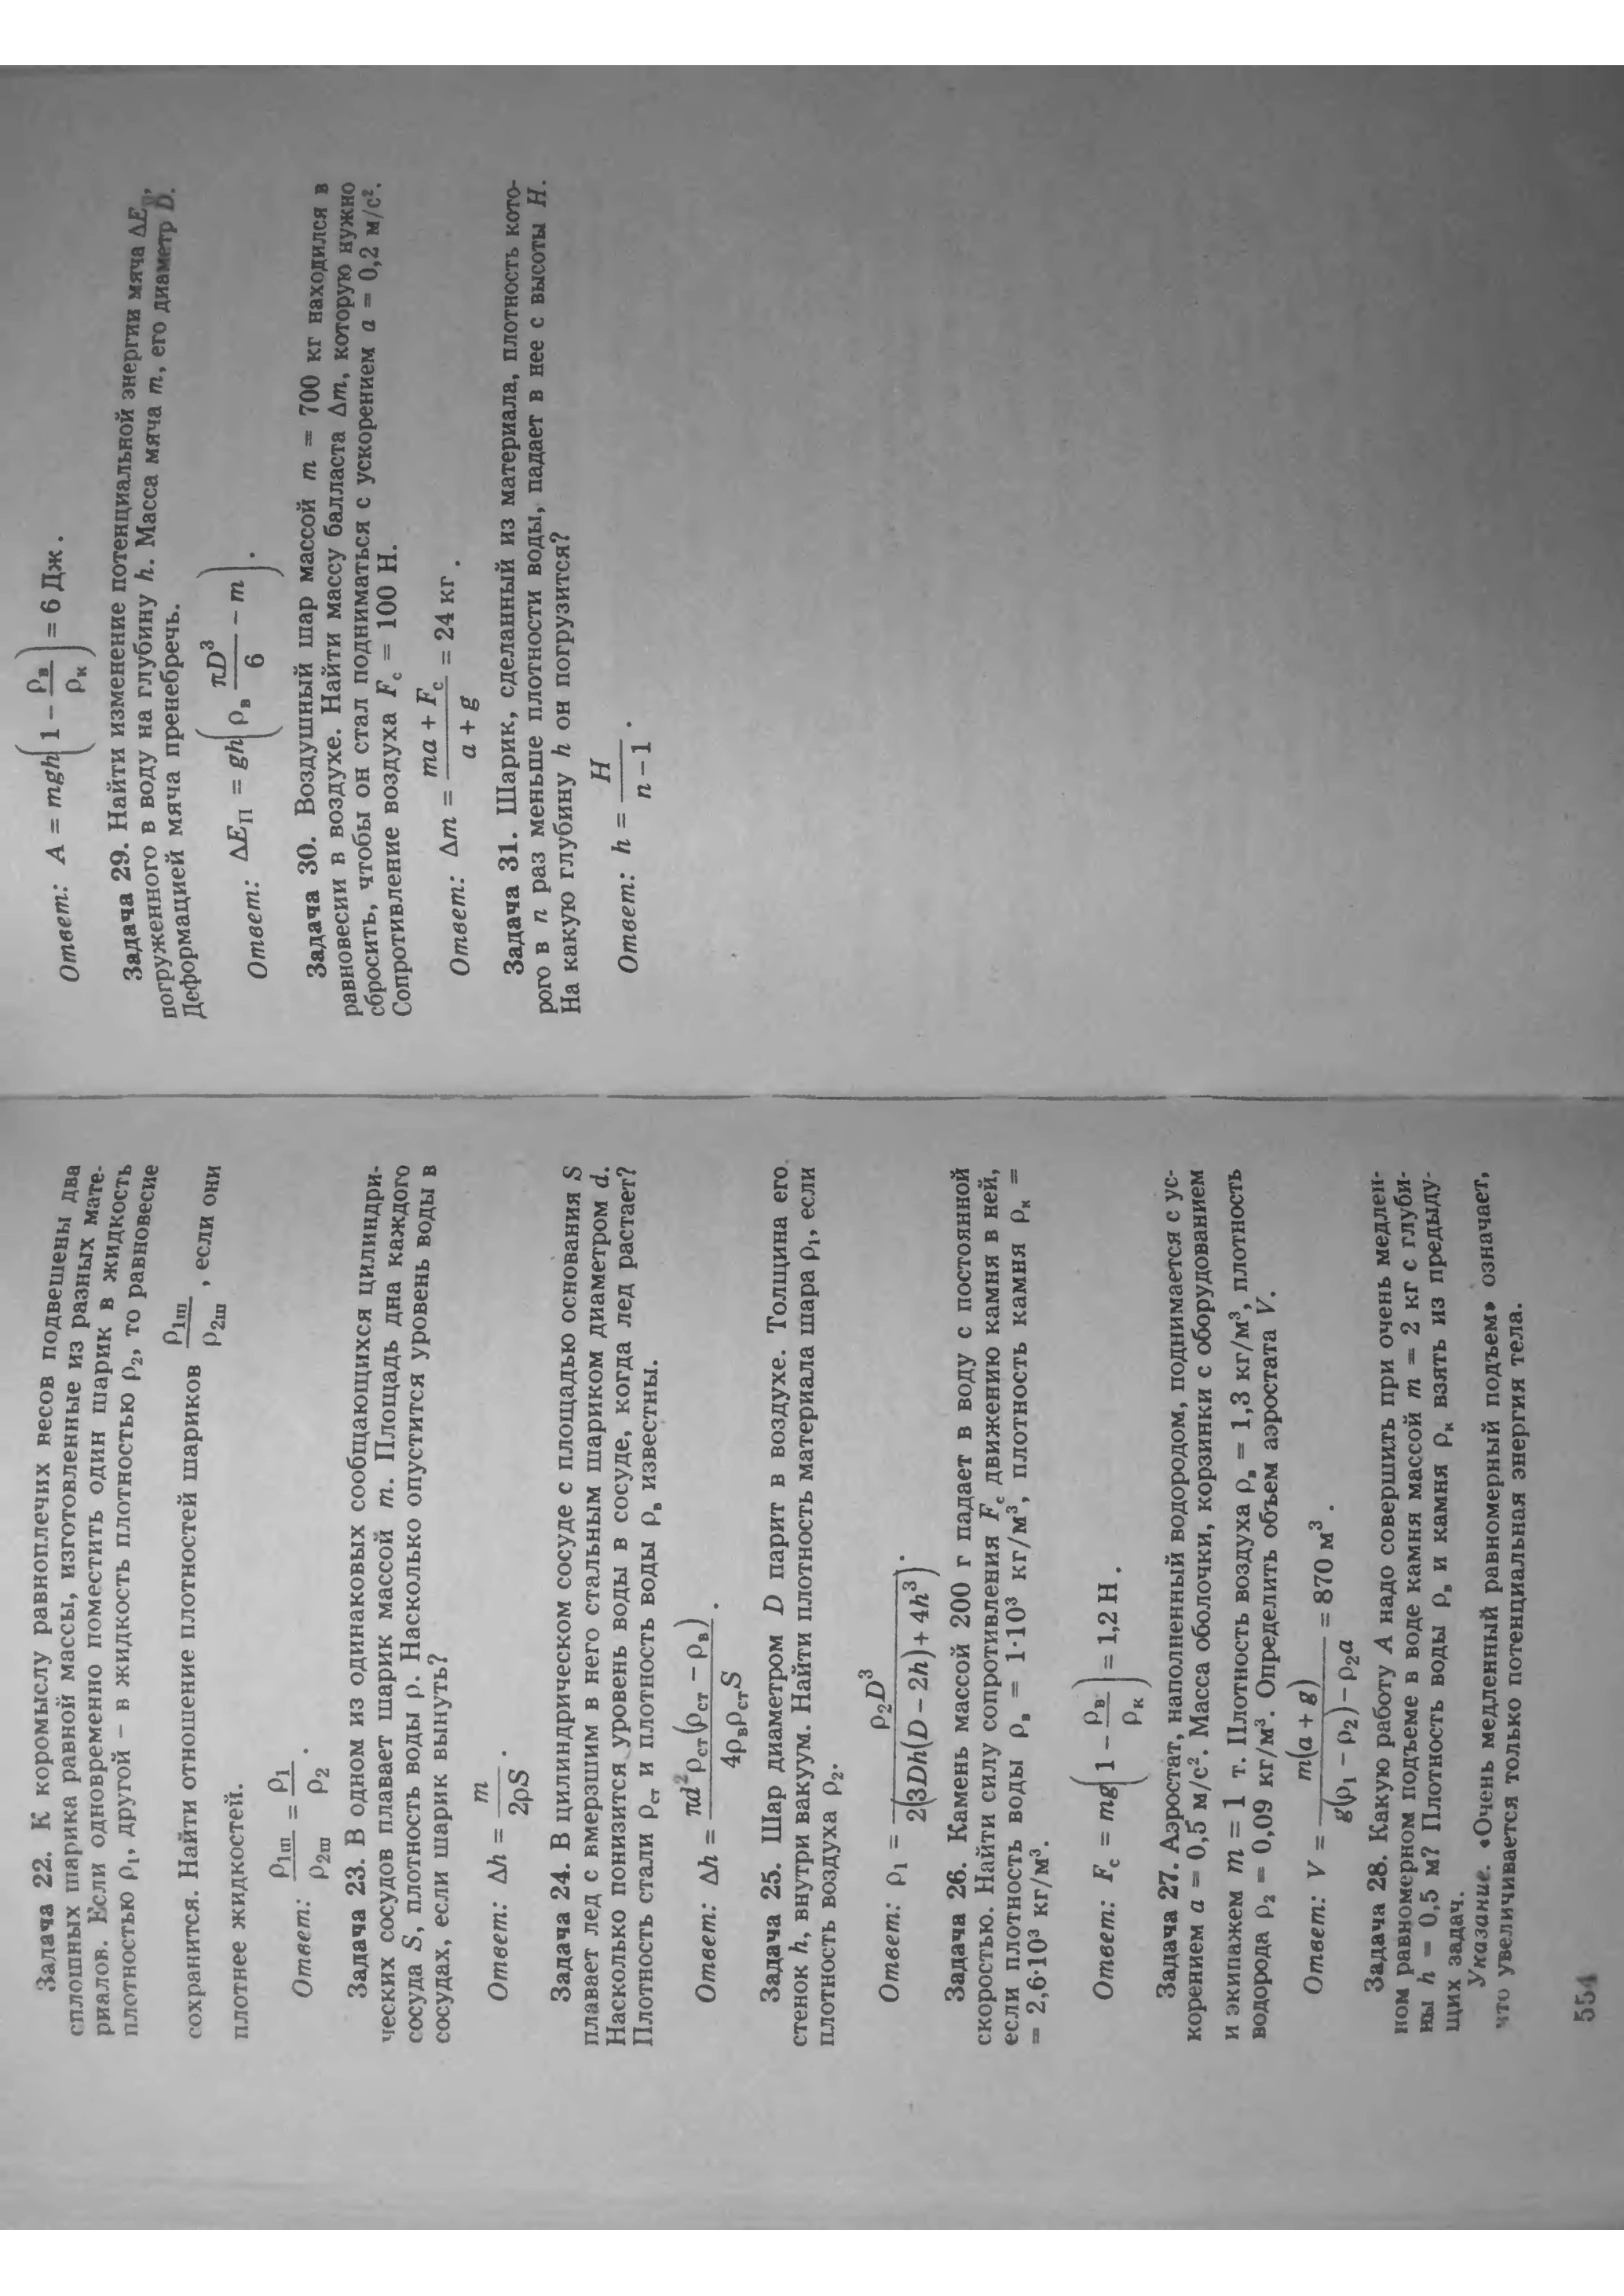 Задача 22. К коромыслу равноплечих весов подвешены два
сплошных шарика равной массы, изготовленные из разных мате-
риалов. Если одновременно поместить один шарик в жидкость
плотностью ρ₁, другой – в жидкость плотностью ρ₂, то равновесие
сохранится. Найти отношение плотностей шариков ρ₁ш/ρ₂ш, если они
плотнее жидкостей.
Ответ: ρ₁ш/ρ₂ш = ρ₁/ρ₂.
Задача 23. В одном из одинаковых сообщающихся цилиндри-
ческих сосудов плавает шарик массой m. Площадь дна каждого
сосуда S, плотность воды ρ. Насколько опустится уровень воды в
сосудах, если шарик вынуть?
Ответ: Δh = m/2ρS.
Задача 24. В цилиндрическом сосуде с площадью основания S
плавает лед с вмерзшим в него стальным шариком диаметром d.
Насколько понизится уровень воды в сосуде, когда лед растает?
Плотность стали ρст и плотность воды ρв известны.
Ответ: Δh = πd²ρст(ρст – ρв)/4ρвρстS.
Задача 25. Шар диаметром D парит в воздухе. Толщина его
стенок h, внутри вакуум. Найти плотность материала шара ρ₁, если
плотность воздуха ρ₂.
Ответ: ρ₁ = ρ₂D³/2(3Dh(D – 2h) + 4h³).
Задача 26. Камень массой 200 г падает в воду с постоянной
скоростью. Найти силу сопротивления Fс движению камня в ней,
если плотность воды ρв = 1·10³ кг/м³, плотность камня ρк =
= 2,6·10³ кг/м³.
Ответ: Fс = mg(1 – ρв/ρк) = 1,2 Н.
Задача 27. Аэростат, наполненный водородом, поднимается с ус-
корением a = 0,5 м/с². Масса оболочки, корзинки с оборудованием
и экипажем m = 1 т. Плотность воздуха ρв = 1,3 кг/м³, плотность
водорода ρ₂ = 0,09 кг/м³. Определить объем аэростата V.
Ответ: V = m(a + g)/g(ρ₁ – ρ₂) – ρ₂a = 870 м³.
Задача 28. Какую работу A надо совершить при очень медлен-
ном равномерном подъеме в воде камня массой m = 2 кг с глуби-
ны h = 0,5 м? Плотность воды ρв и камня ρк взять из предыду-
щих задач.
Указание. «Очень медленный равномерный подъем» означает,
что увеличивается только потенциальная энергия тела.
554
Ответ: A = mgh(1 – ρв/ρк) = 6 Дж.
Задача 29. Найти изменение потенциальной энергии мяча ΔEп,
погруженного в воду на глубину h. Масса мяча m, его диаметр D.
Деформацией мяча пренебречь.
Ответ: ΔEП = gh(ρв πD³/6 – m).
Задача 30. Воздушный шар массой m = 700 кг находился в
равновесии в воздухе. Найти массу балласта Δm, которую нужно
сбросить, чтобы он стал подниматься с ускорением a = 0,2 м/с².
Сопротивление воздуха Fс = 100 Н.
Ответ: Δm = ma + Fс/a + g = 24 кг.
Задача 31. Шарик, сделанный из материала, плотность кото-
рого в n раз меньше плотности воды, падает в нее с высоты H.
На какую глубину h он погрузится?
Ответ: h = H/n – 1.